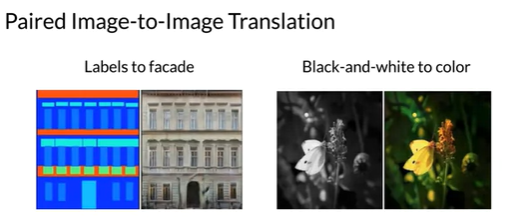 Paired Image-to-Image Translation
Labels to facade
Black-and-white to color